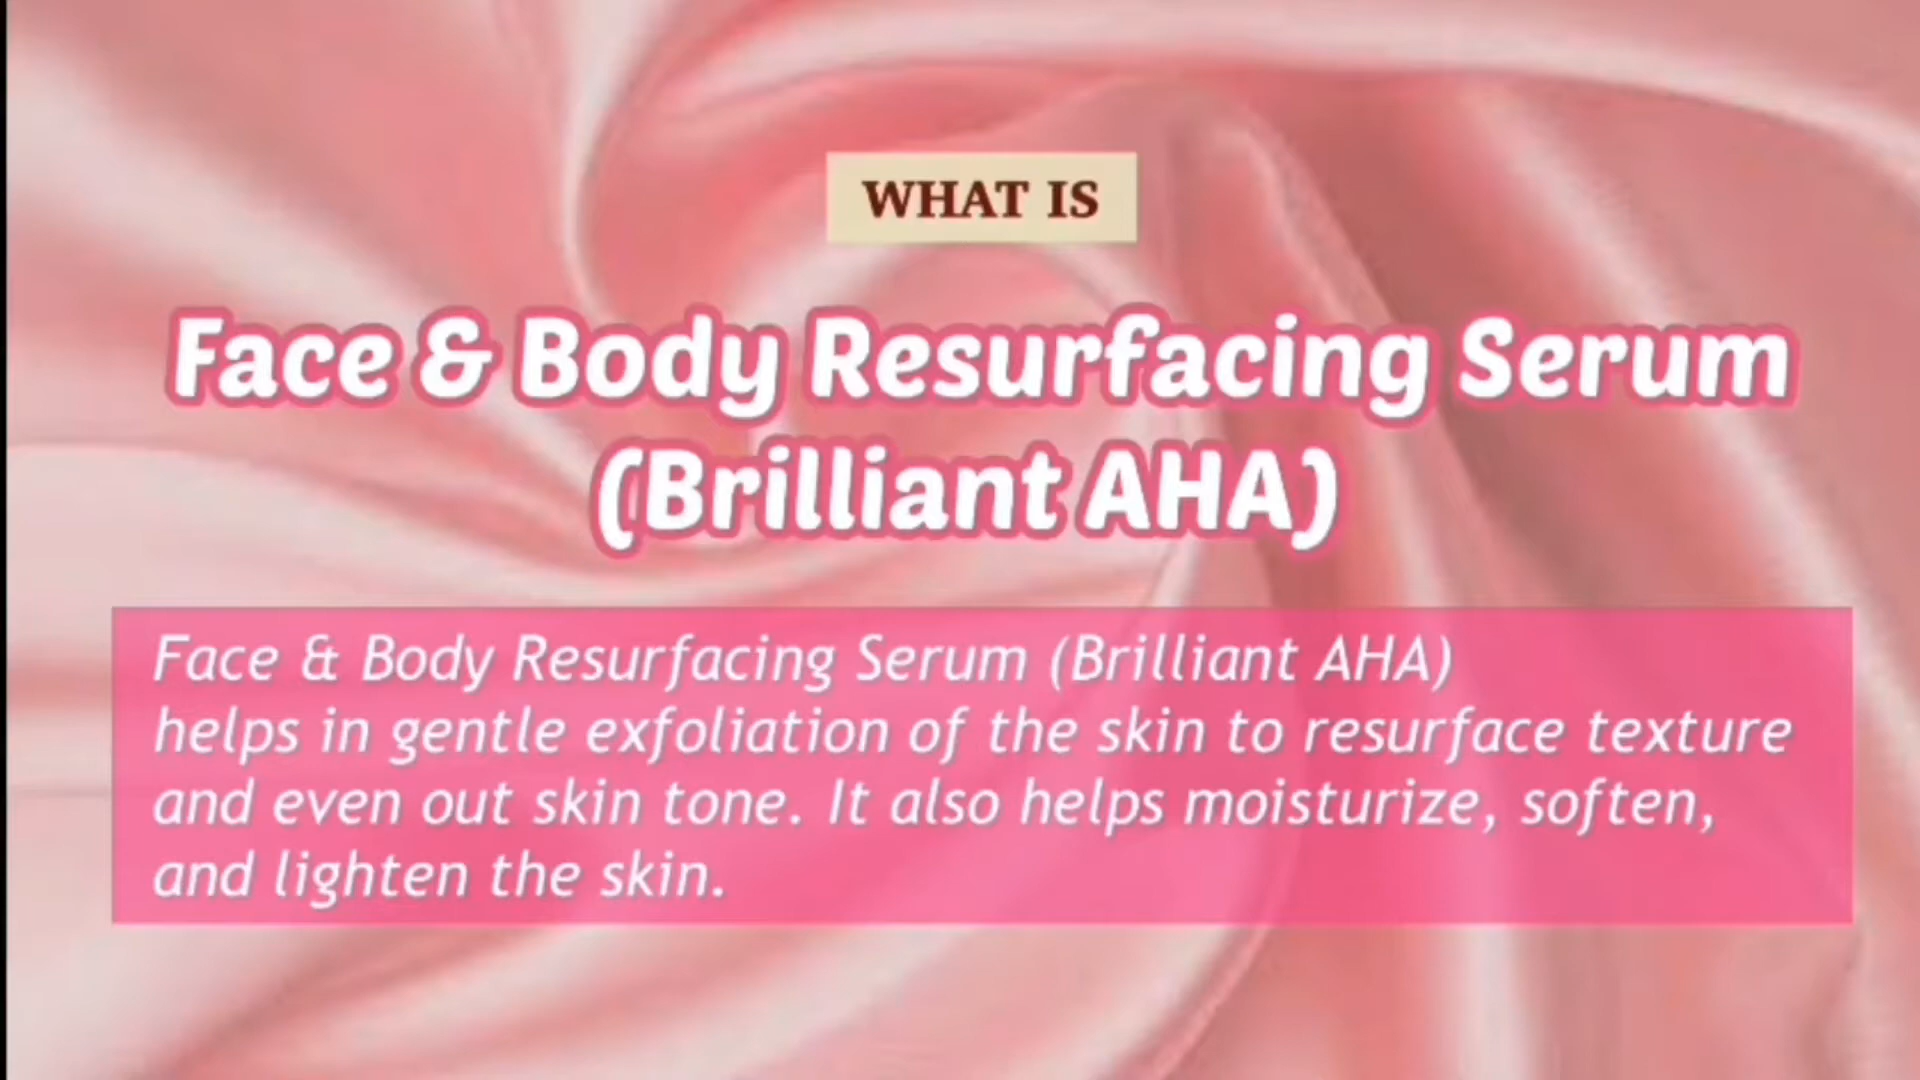 WHAT IS
Face & Body Resurfacing Serum
(Brilliant AHA)
Face & Body Resurfacing Serum (Brilliant AHA)
helps in gentle exfoliation of the skin to resurface texture
and even out skin tone. It also helps moisturize, soften,
and lighten the skin.